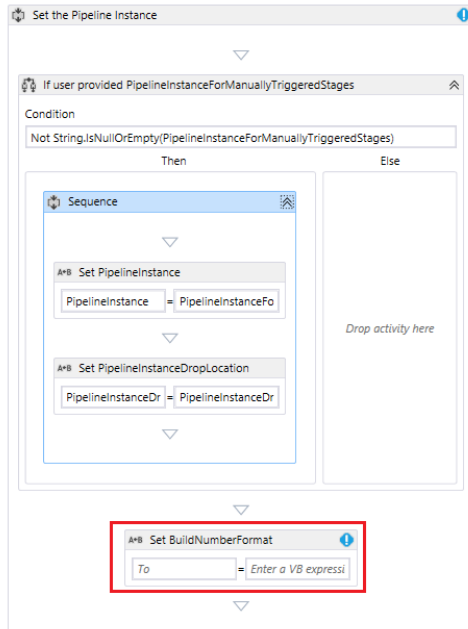 Set the Pipeline Instance
If user provided PipelineInstanceForManuallyTriggeredStages
Condition
Not String.IsNullOrEmpty(PipelineInstanceForManuallyTriggeredStages)
Then
Else
Sequence
A+B Set PipelineInstance
PipelineInstance = PipelineInstanceFo
Drop activity here
A+B Set PipelineInstanceDropLocation
PipelineInstanceDr = PipelineInstanceDr
A+B Set BuildNumberFormat
To = Enter a VB expressi